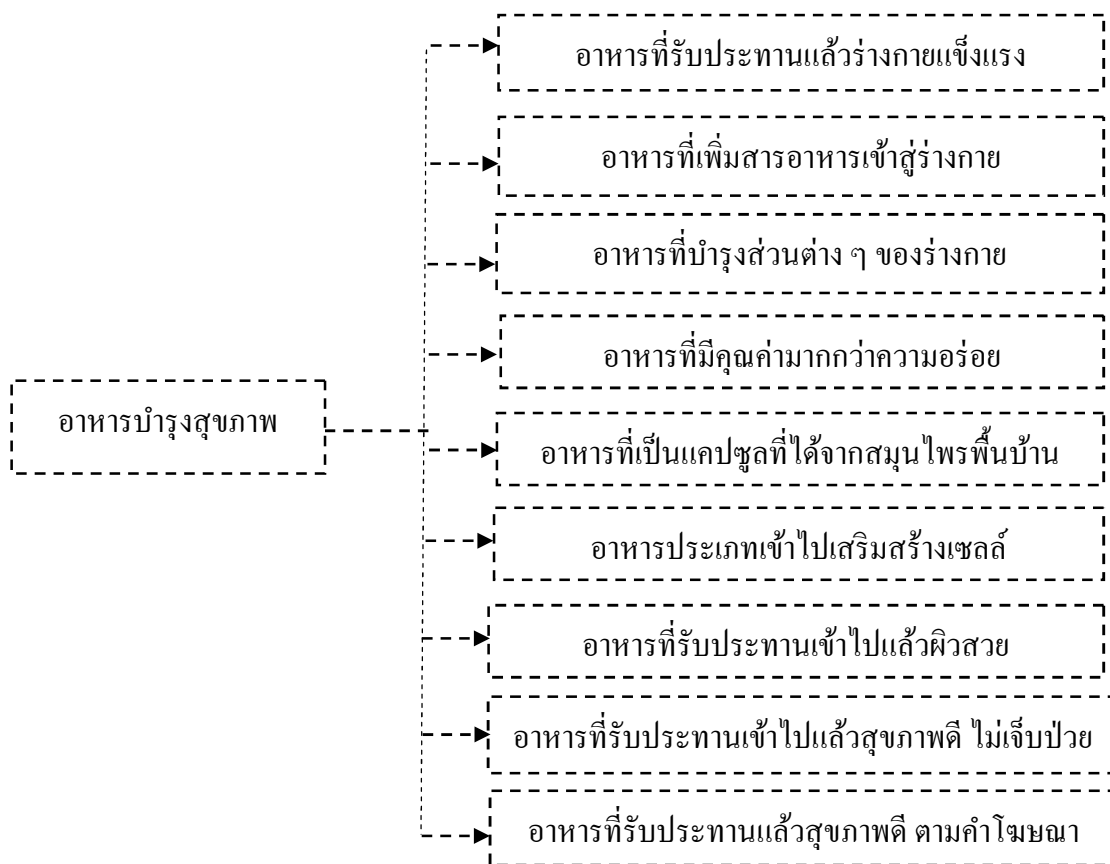 อาหารที่รับประทานแล้วร่างกายแข็งแรง
อาหารที่เพิ่มสารอาหารเข้าสู่ร่างกาย
อาหารที่บำรุงส่วนต่าง ๆ ของร่างกาย
อาหารที่มีคุณค่ามากกว่าความอร่อย
อาหารบำรุงสุขภาพ
อาหารที่เป็นแคปซูลที่ได้จากสมุนไพรพื้นบ้าน
อาหารประเภทเข้าไปเสริมสร้างเซลล์
อาหารที่รับประทานเข้าไปแล้วผิวสวย
อาหารที่รับประทานเข้าไปแล้วสุขภาพดี ไม่เจ็บป่วย
อาหารที่รับประทานแล้วสุขภาพดี ตามคำโฆษณา